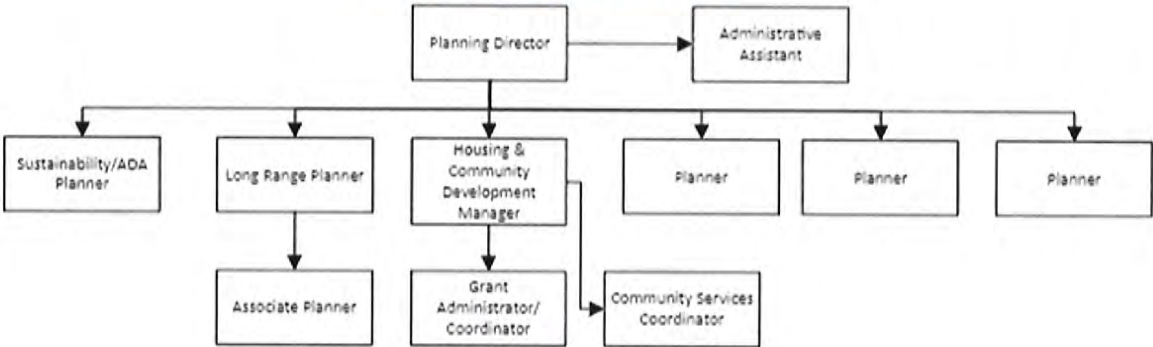 Planning Director
Administrative
Assistant
Sustainability/ADA
Planner
Long Range Planner
Housing &
Community
Development
Manager
Planner
Planner
Planner
Associate Planner
Grant
Administrator/
Coordinator
Community Services
Coordinator